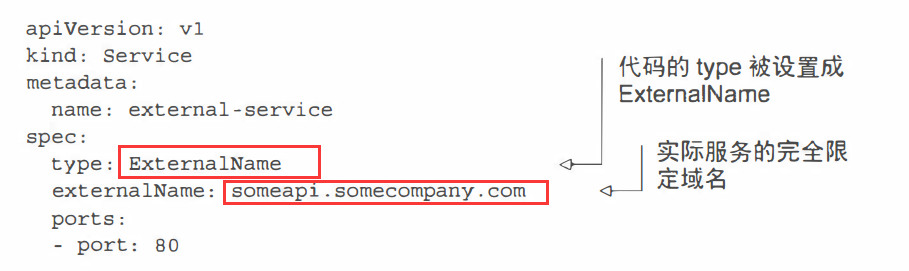 apiVersion: v1
kind: Service
metadata:
  name: external-service
spec:
  type: ExternalName
  externalName: someapi.somecompany.com
  ports:
  - port: 80
代码的 type 被设置成
ExternalName
实际服务的完全限
定域名